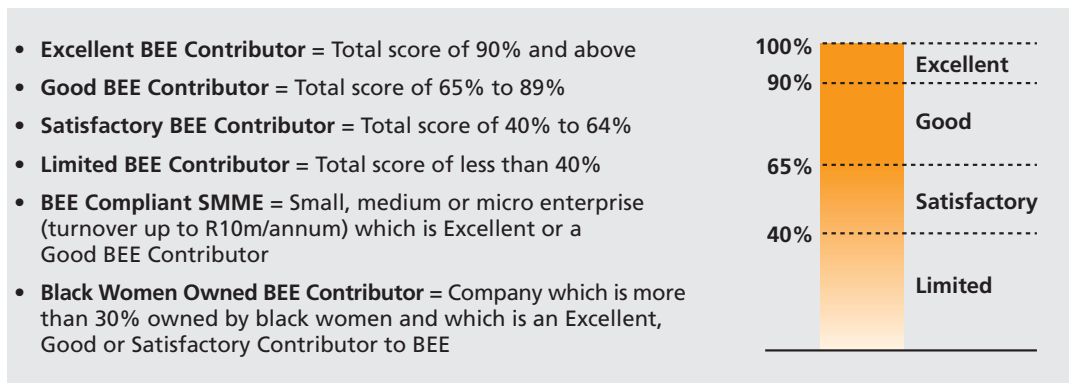 • Excellent BEE Contributor = Total score of 90% and above
• Good BEE Contributor = Total score of 65% to 89%
• Satisfactory BEE Contributor = Total score of 40% to 64%
• Limited BEE Contributor = Total score of less than 40%
• BEE Compliant SMME = Small, medium or micro enterprise
(turnover up to R10m/annum) which is Excellent or a
Good BEE Contributor
• Black Women Owned BEE Contributor = Company which is more
than 30% owned by black women and which is an Excellent,
Good or Satisfactory Contributor to BEE
100%
Excellent
90%
Good
65%
Satisfactory
40%
Limited